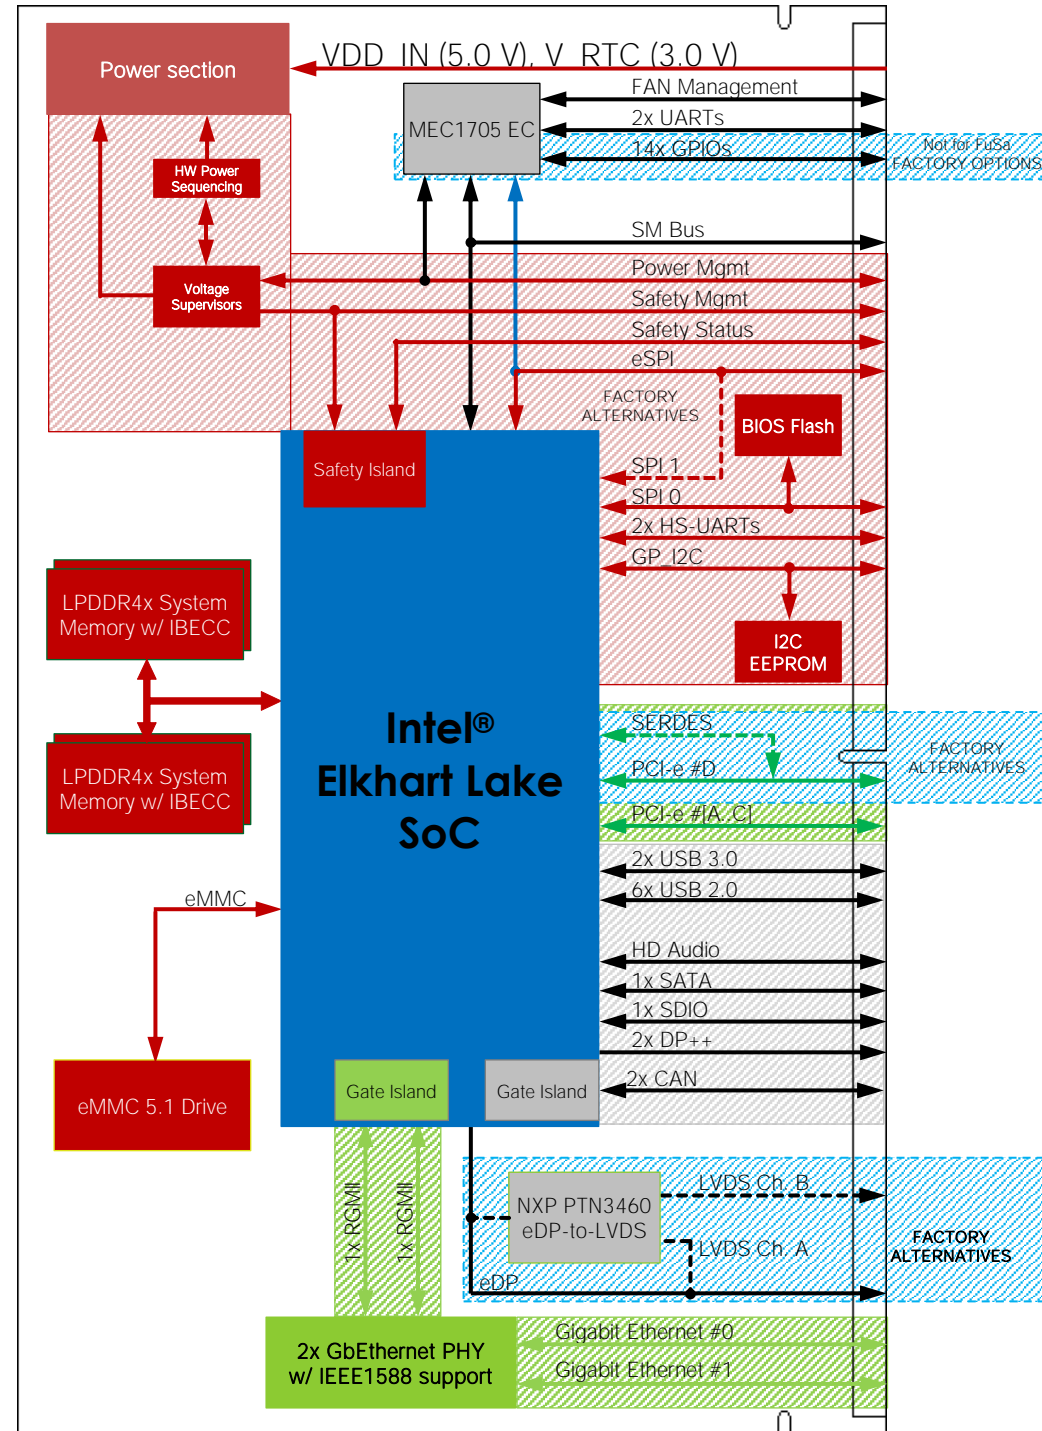 VDD_IN (5.0 V), V_RTC (3.0 V)
Power section
FAN Management
MEC1705 EC
2x UARTs
14x GPIOs
Not for FuSa
FACTORY OPTIONS
HW Power
Sequencing
SM Bus
Power Mgmt
Voltage
Supervisors
Safety Mgmt
Safety Status
eSPI
FACTORY
ALTERNATIVES
BIOS Flash
Safety Island
SPI 1
SPI 0
2x HS-UARTs
GP_I2C
LPDDR4x System
Memory w/ IBECC
I2C
EEPROM
Intel®
Elkhart Lake
SoC
SERDES
PCI-e #D
FACTORY
ALTERNATIVES
LPDDR4x System
Memory w/ IBECC
PCI-e #[A..C]
2x USB 3.0
6x USB 2.0
eMMC
HD Audio
1x SATA
1x SDIO
2x DP++
2x CAN
eMMC 5.1 Drive
Gate Island
Gate Island
1x RGMII
1x RGMII
NXP PTN3460
eDP-to-LVDS
LVDS Ch. B
LVDS Ch. A
FACTORY
ALTERNATIVES
eDP
2x GbEthernet PHY
w/ IEEE1588 support
Gigabit Ethernet #0
Gigabit Ethernet #1